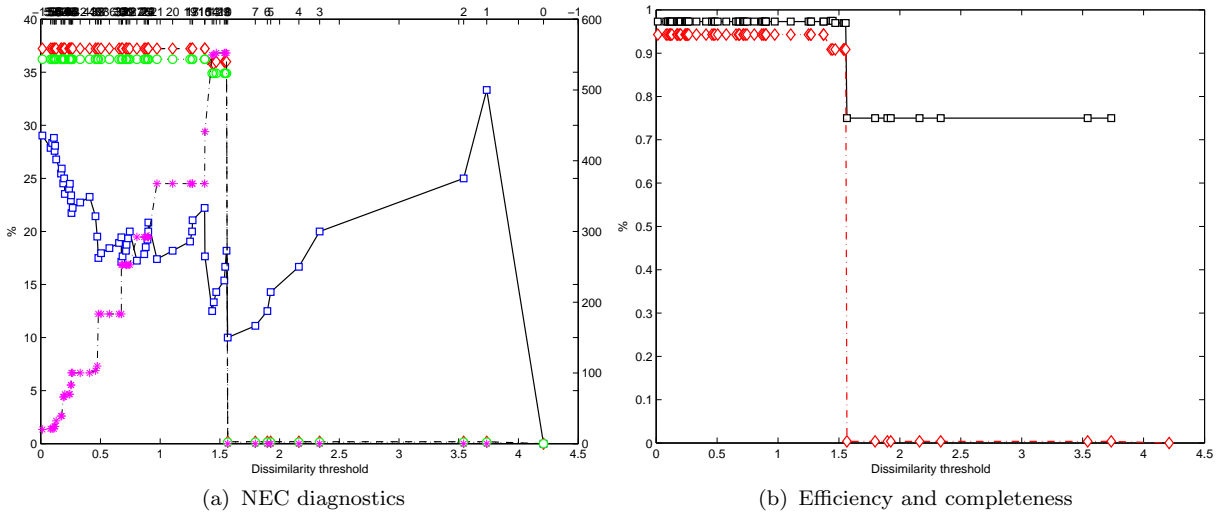 21 20 16 7 4 3 2 1 0 −1
40 600 1
35 500 0.9
30 0.8
25 400 0.7
20 300 0.6
15 200 0.5
10 100 0.4
5 0 0.3
0 0.2
0.1
0
% %
0 0.5 1 1.5 2 2.5 3 3.5 4 4.5 0 0.5 1 1.5 2 2.5 3 3.5 4 4.5
Dissimilarity threshold Dissimilarity threshold
(a) NEC diagnostics (b) Efficiency and completeness